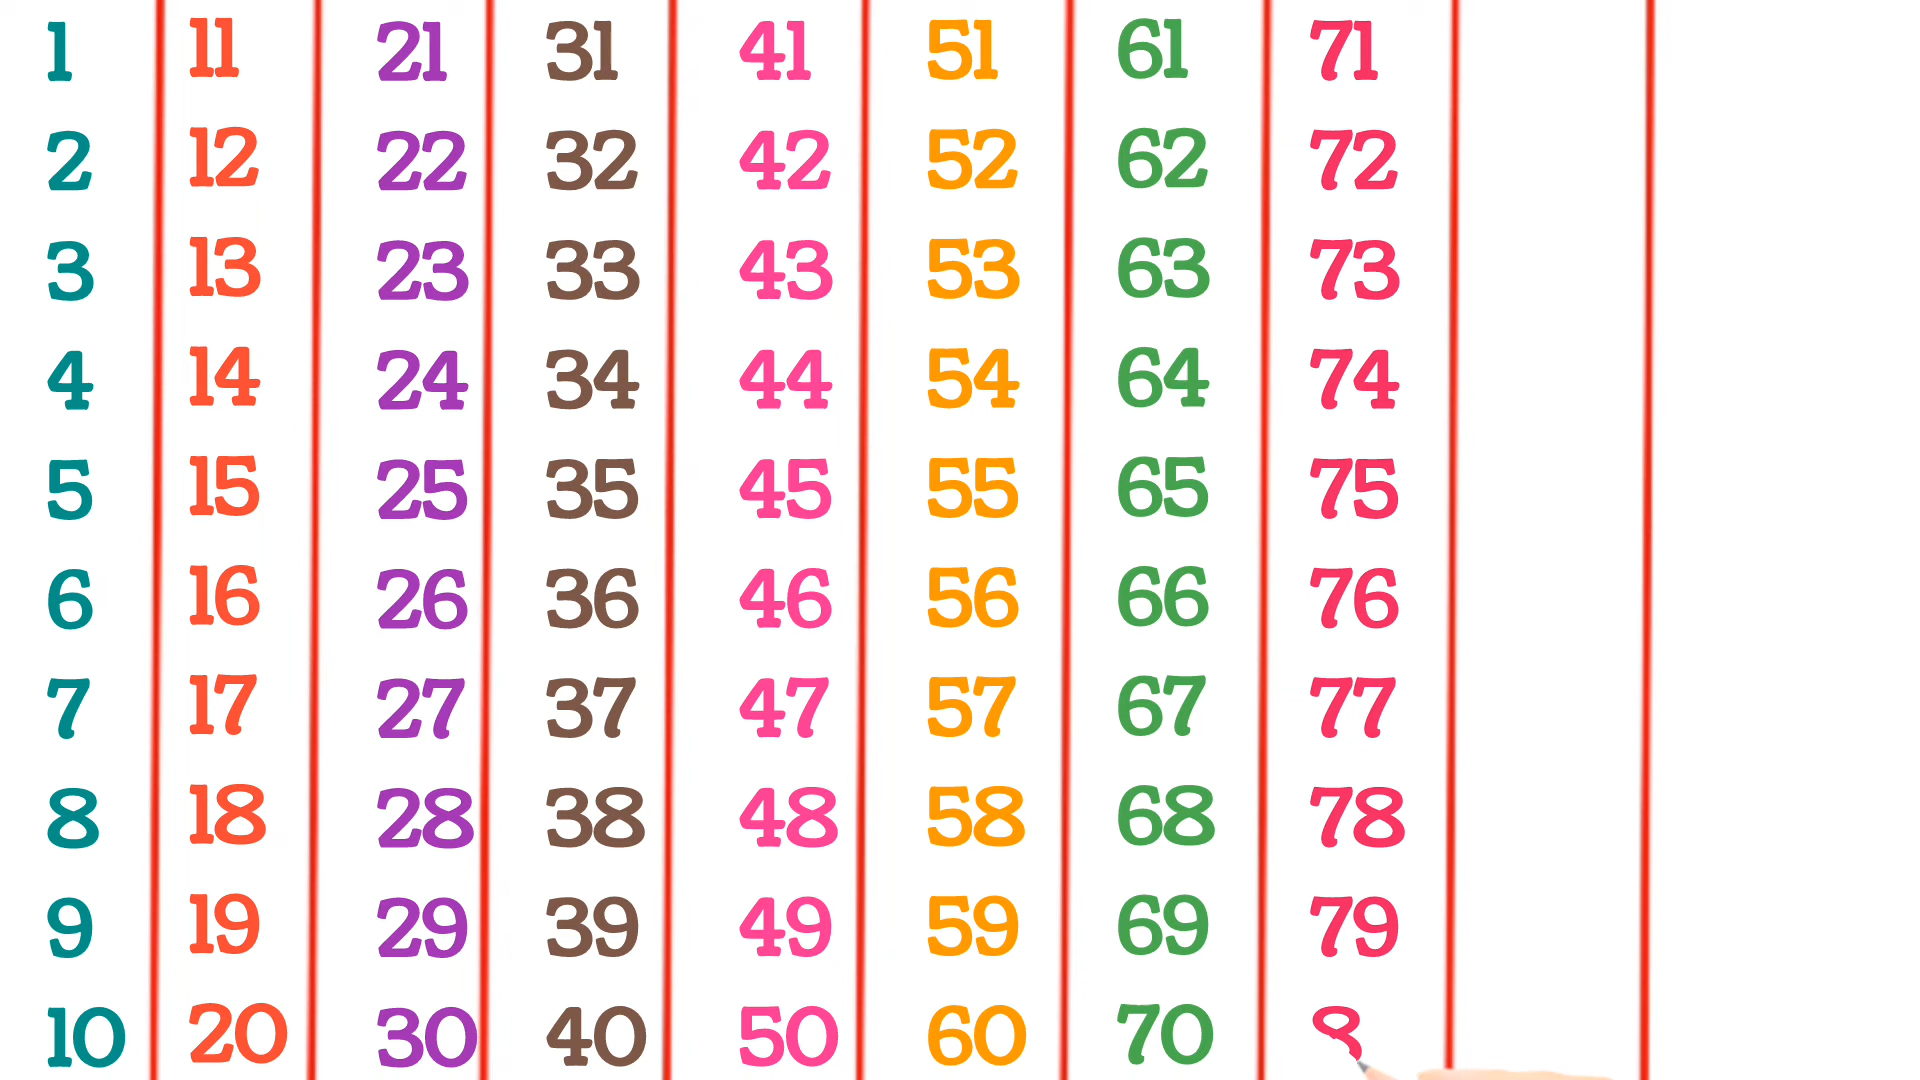 1 11 21 31 41 51 61 71
2 12 22 32 42 52 62 72
3 13 23 33 43 53 63 73
4 14 24 34 44 54 64 74
5 15 25 35 45 55 65 75
6 16 26 36 46 56 66 76
7 17 27 37 47 57 67 77
8 18 28 38 48 58 68 78
9 19 29 39 49 59 69 79
10 20 30 40 50 60 70 8